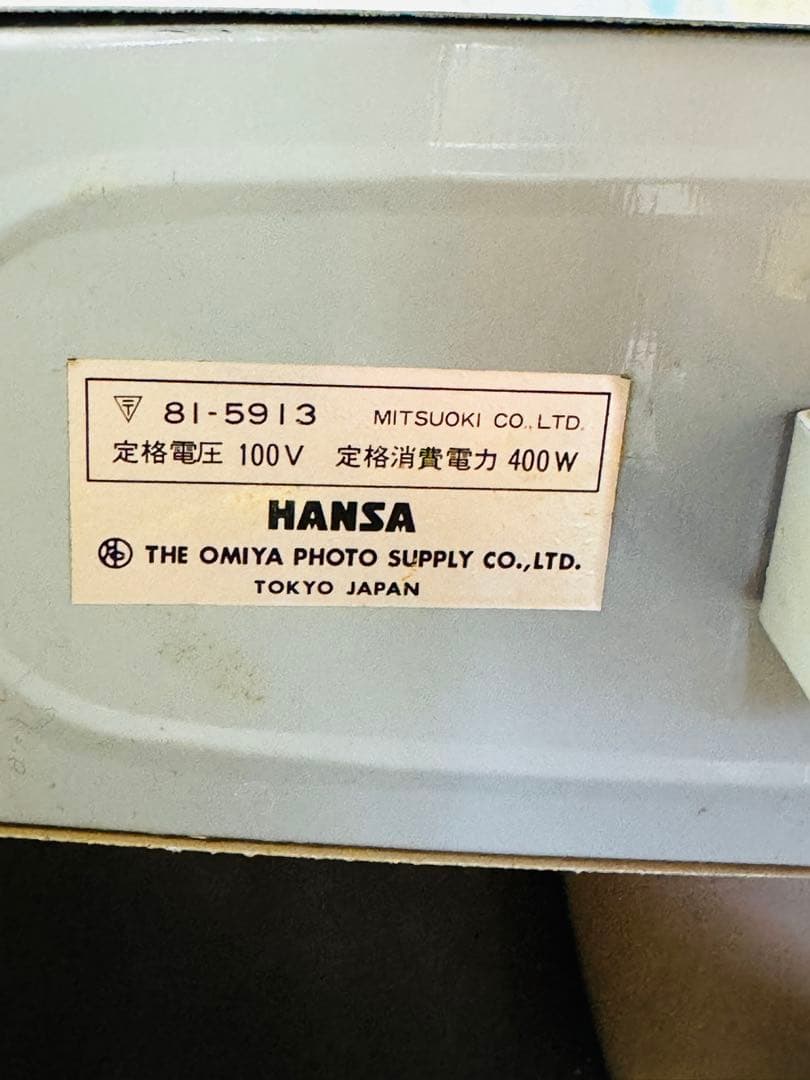 〒 81-5913 MITSUOKI CO.,LTD.
定格電圧 100V 定格消費電力 400W
HANSA
THE OMIYA PHOTO SUPPLY CO.,LTD.
TOKYO JAPAN